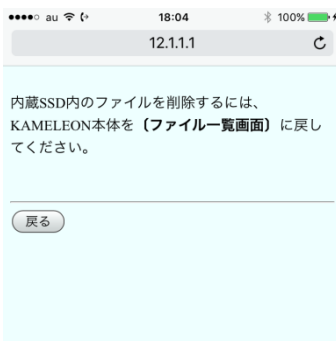 au 18:04 100%
12.1.1.1
内蔵SSD内のファイルを削除するには、
KAMELEON本体を〔ファイル一覧画面〕に戻し
てください。
戻る